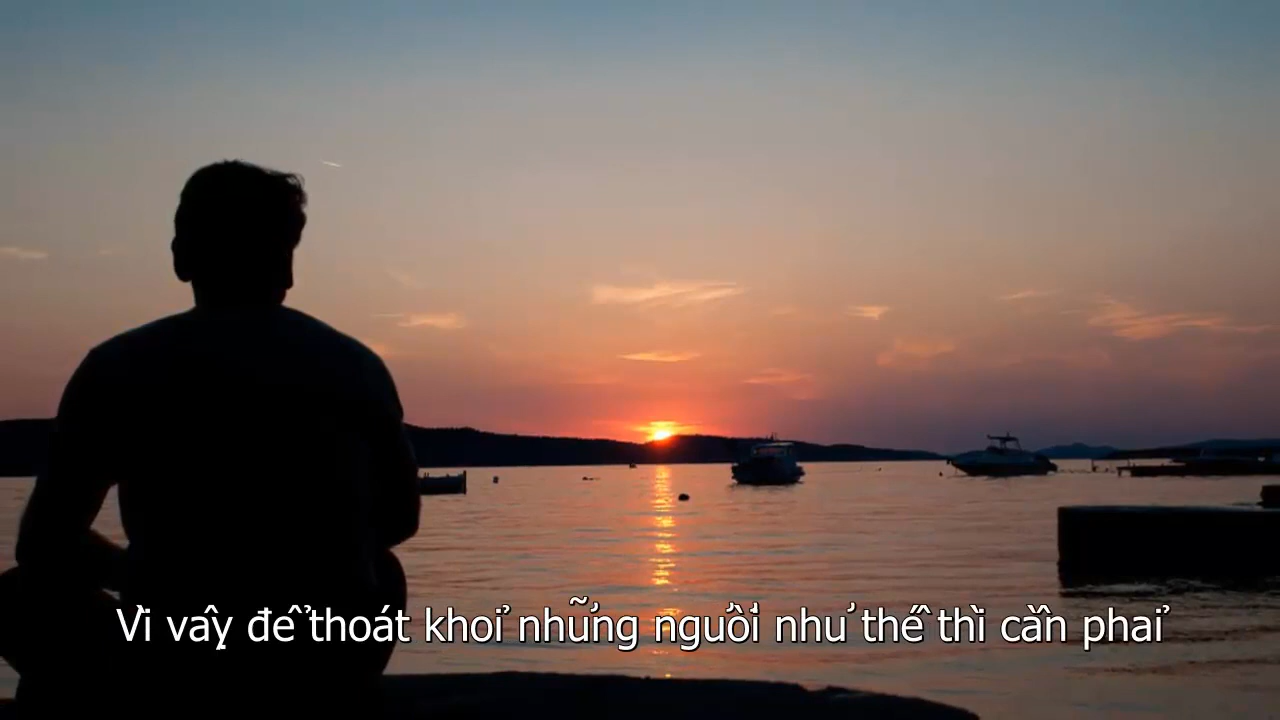 Vì vậy để thoát khỏi những người như thế thì cần phải